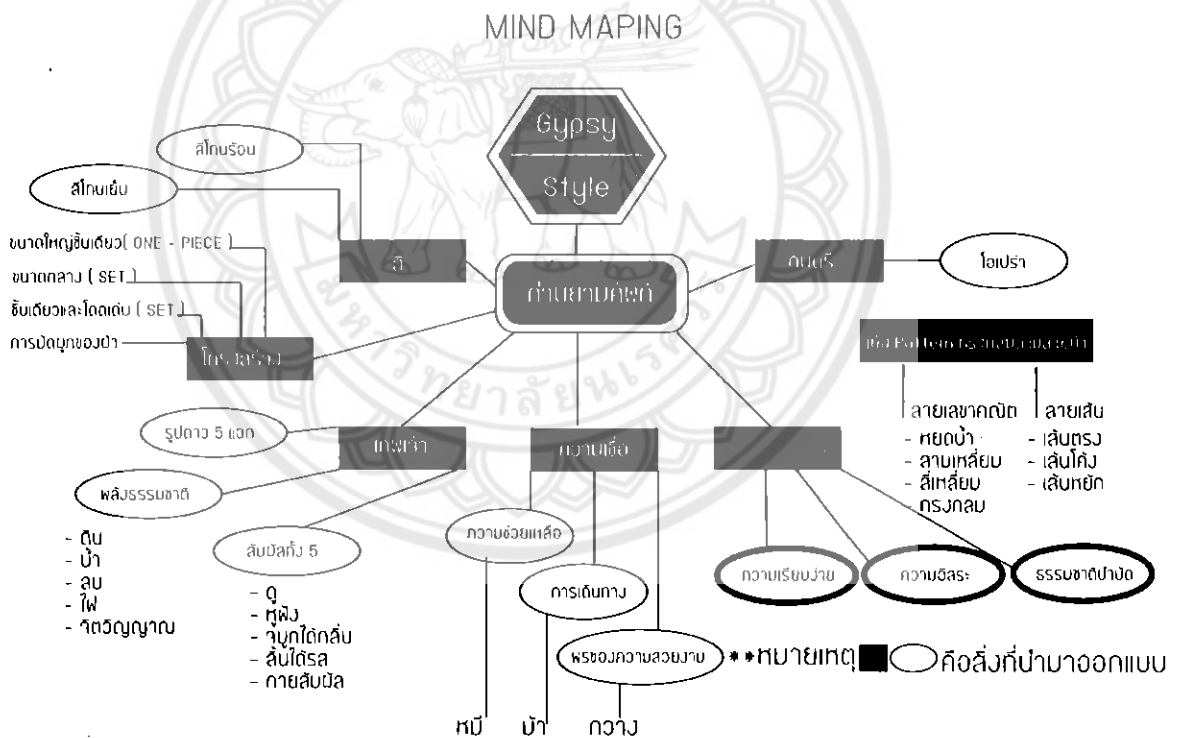 MIND MAPING
Gypsy
Style
สีโทนร้อน
สีโทนเย็น
ขนาดใหญ่ชิ้นเดียว( ONE - PIECE )
ขนาดกลาง ( SET )
ชิ้นเดียวและโดดเด่น ( SET )
การมัดผูกของผ้า
สี
โครงสร้าง
ดนตรี
โอเปร่า
ลายเลขาคณิต
- หยดน้ำ
- สามเหลี่ยม
- สี่เหลี่ยม
- ทรงกลม
ลายเส้น
- เส้นตรง
- เส้นโค้ง
- เส้นหยัก
เทพเจ้า
ความเชื่อ
รูปดาว 5 แฉก
พลังธรรมชาติ
- ดิน
- น้ำ
- ลม
- ไฟ
- จิตวิญญาณ
สัมผัสทั้ง 5
- ดู
- หูฟัง
- จมูกได้กลิ่น
- ลิ้นได้รส
- กายสัมผัส
ความช่วยเหลือ
การเดินทาง
พรของความสวยงาม
หมี
ม้า
กวาง
ความเรียบง่าย
ความอิสระ
ธรรมชาติบำบัด
**หมายเหตุ
คือสิ่งที่นำมาออกแบบ
มหาวิทยาลัยนเรศวร